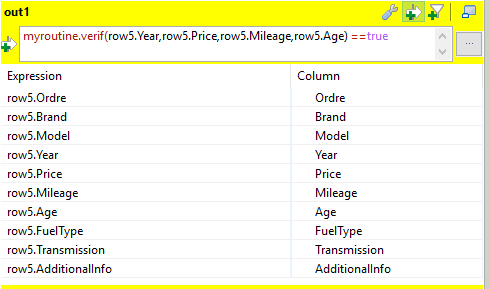 out1
myroutine.verif(row5.Year,row5.Price,row5.Mileage,row5.Age) ==true
...
Expression Column
row5.Ordre Ordre
row5.Brand Brand
row5.Model Model
row5.Year Year
row5.Price Price
row5.Mileage Mileage
row5.Age Age
row5.FuelType FuelType
row5.Transmission Transmission
row5.AdditionalInfo AdditionalInfo